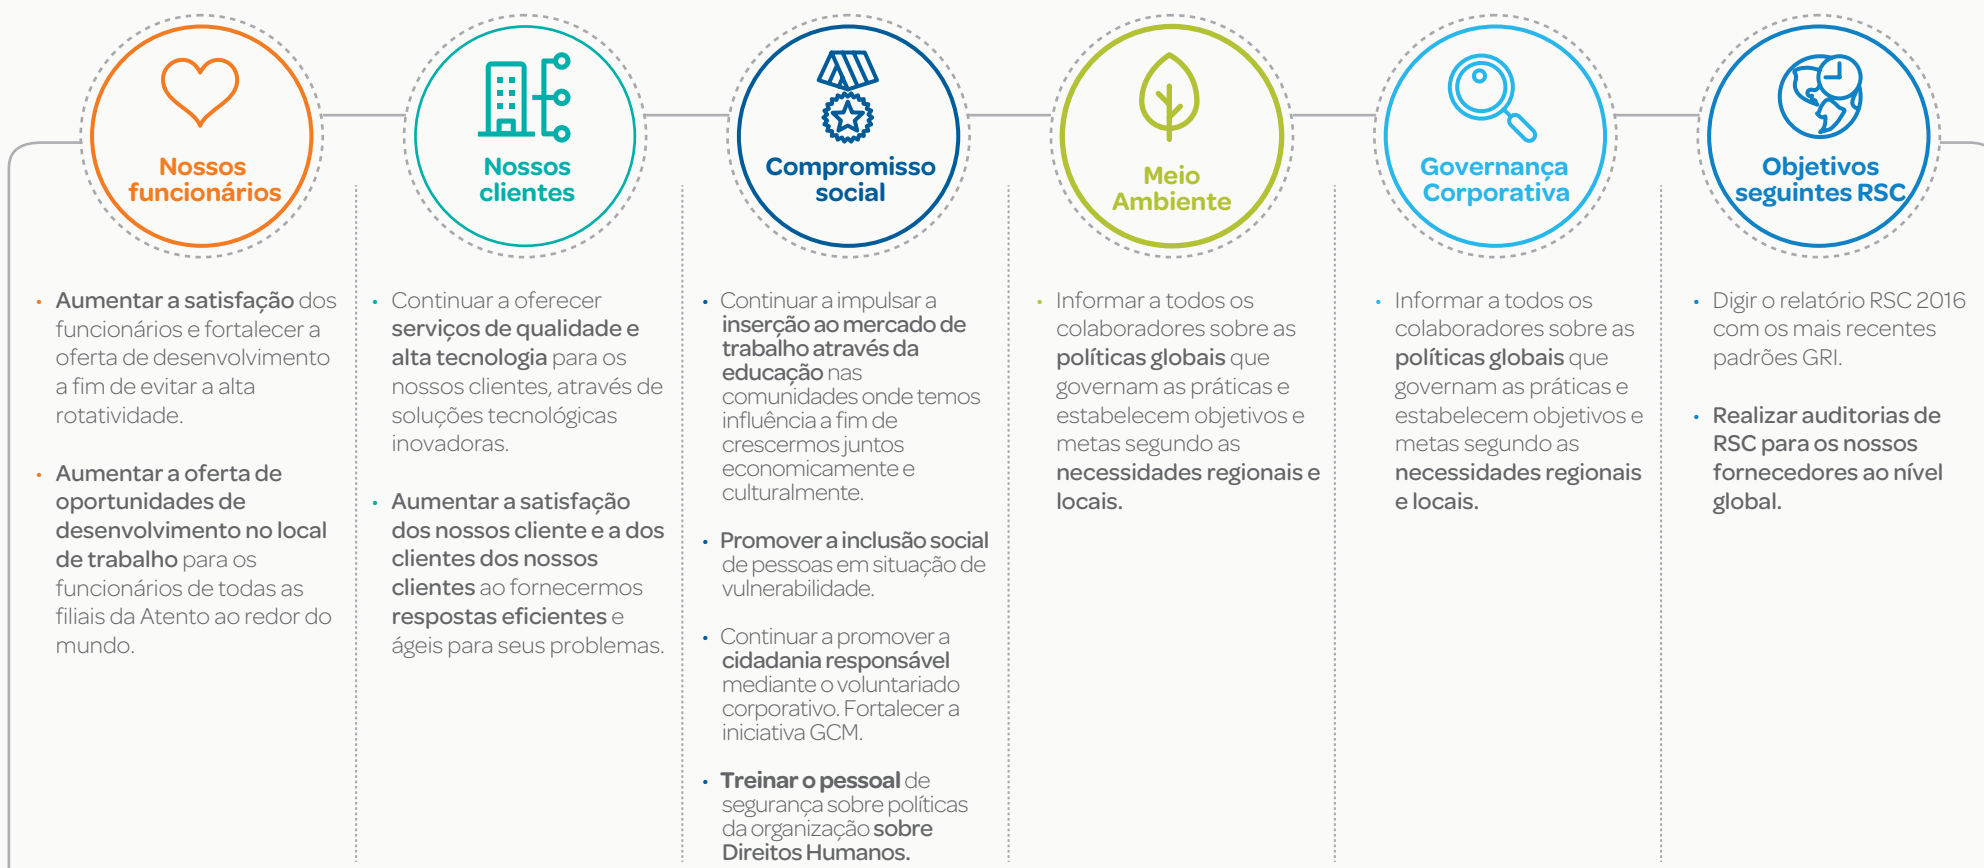 Nossos
funcionários
Nossos
clientes
Compromisso
social
Meio
Ambiente
Governança
Corporativa
Objetivos
seguintes RSC
• Aumentar a satisfação dos
funcionários e fortalecer a
oferta de desenvolvimento
a fim de evitar a alta
rotatividade.
• Aumentar a oferta de
oportunidades de
desenvolvimento no local
de trabalho para os
funcionários de todas as
filiais da Atento ao redor do
mundo.
• Continuar a oferecer
serviços de qualidade e
alta tecnologia para os
nossos clientes, através de
soluções tecnológicas
inovadoras.
• Aumentar a satisfação
dos nossos cliente e a dos
clientes dos nossos
clientes ao fornecermos
respostas eficientes e
ágeis para seus problemas.
• Continuar a impulsar a
inserção ao mercado de
trabalho através da
educação nas
comunidades onde temos
influência a fim de
crescermos juntos
economicamente e
culturalmente.
• Promover a inclusão social
de pessoas em situação de
vulnerabilidade.
• Continuar a promover a
cidadania responsável
mediante o voluntariado
corporativo. Fortalecer a
iniciativa GCM.
• Treinar o pessoal de
segurança sobre políticas
da organização sobre
Direitos Humanos.
• Informar a todos os
colaboradores sobre as
políticas globais que
governam as práticas e
estabelecem objetivos e
metas segundo as
necessidades regionais e
locais.
• Informar a todos os
colaboradores sobre as
políticas globais que
governam as práticas e
estabelecem objetivos e
metas segundo as
necessidades regionais
e locais.
• Digir o relatório RSC 2016
com os mais recentes
padrões GRI.
• Realizar auditorias de
RSC para os nossos
fornecedores ao nível
global.